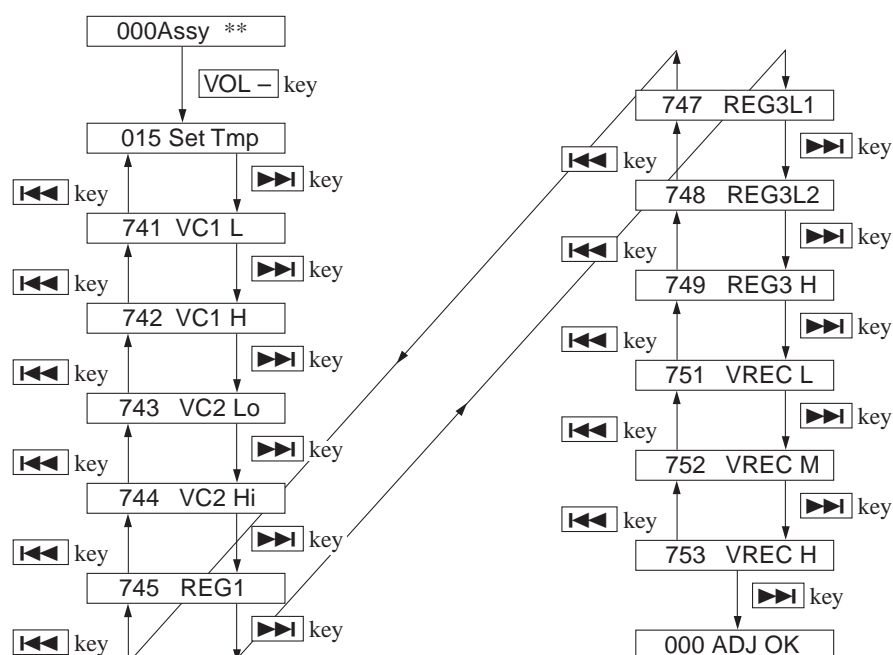 000Assy **
VOL – key
015 Set Tmp
key
key
741 VC1 L
key
key
742 VC1 H
key
key
743 VC2 Lo
key
key
744 VC2 Hi
key
key
745 REG1
key
key
747 REG3L1
key
key
748 REG3L2
key
key
749 REG3 H
key
key
751 VREC L
key
key
752 VREC M
key
key
753 VREC H
key
000 ADJ OK